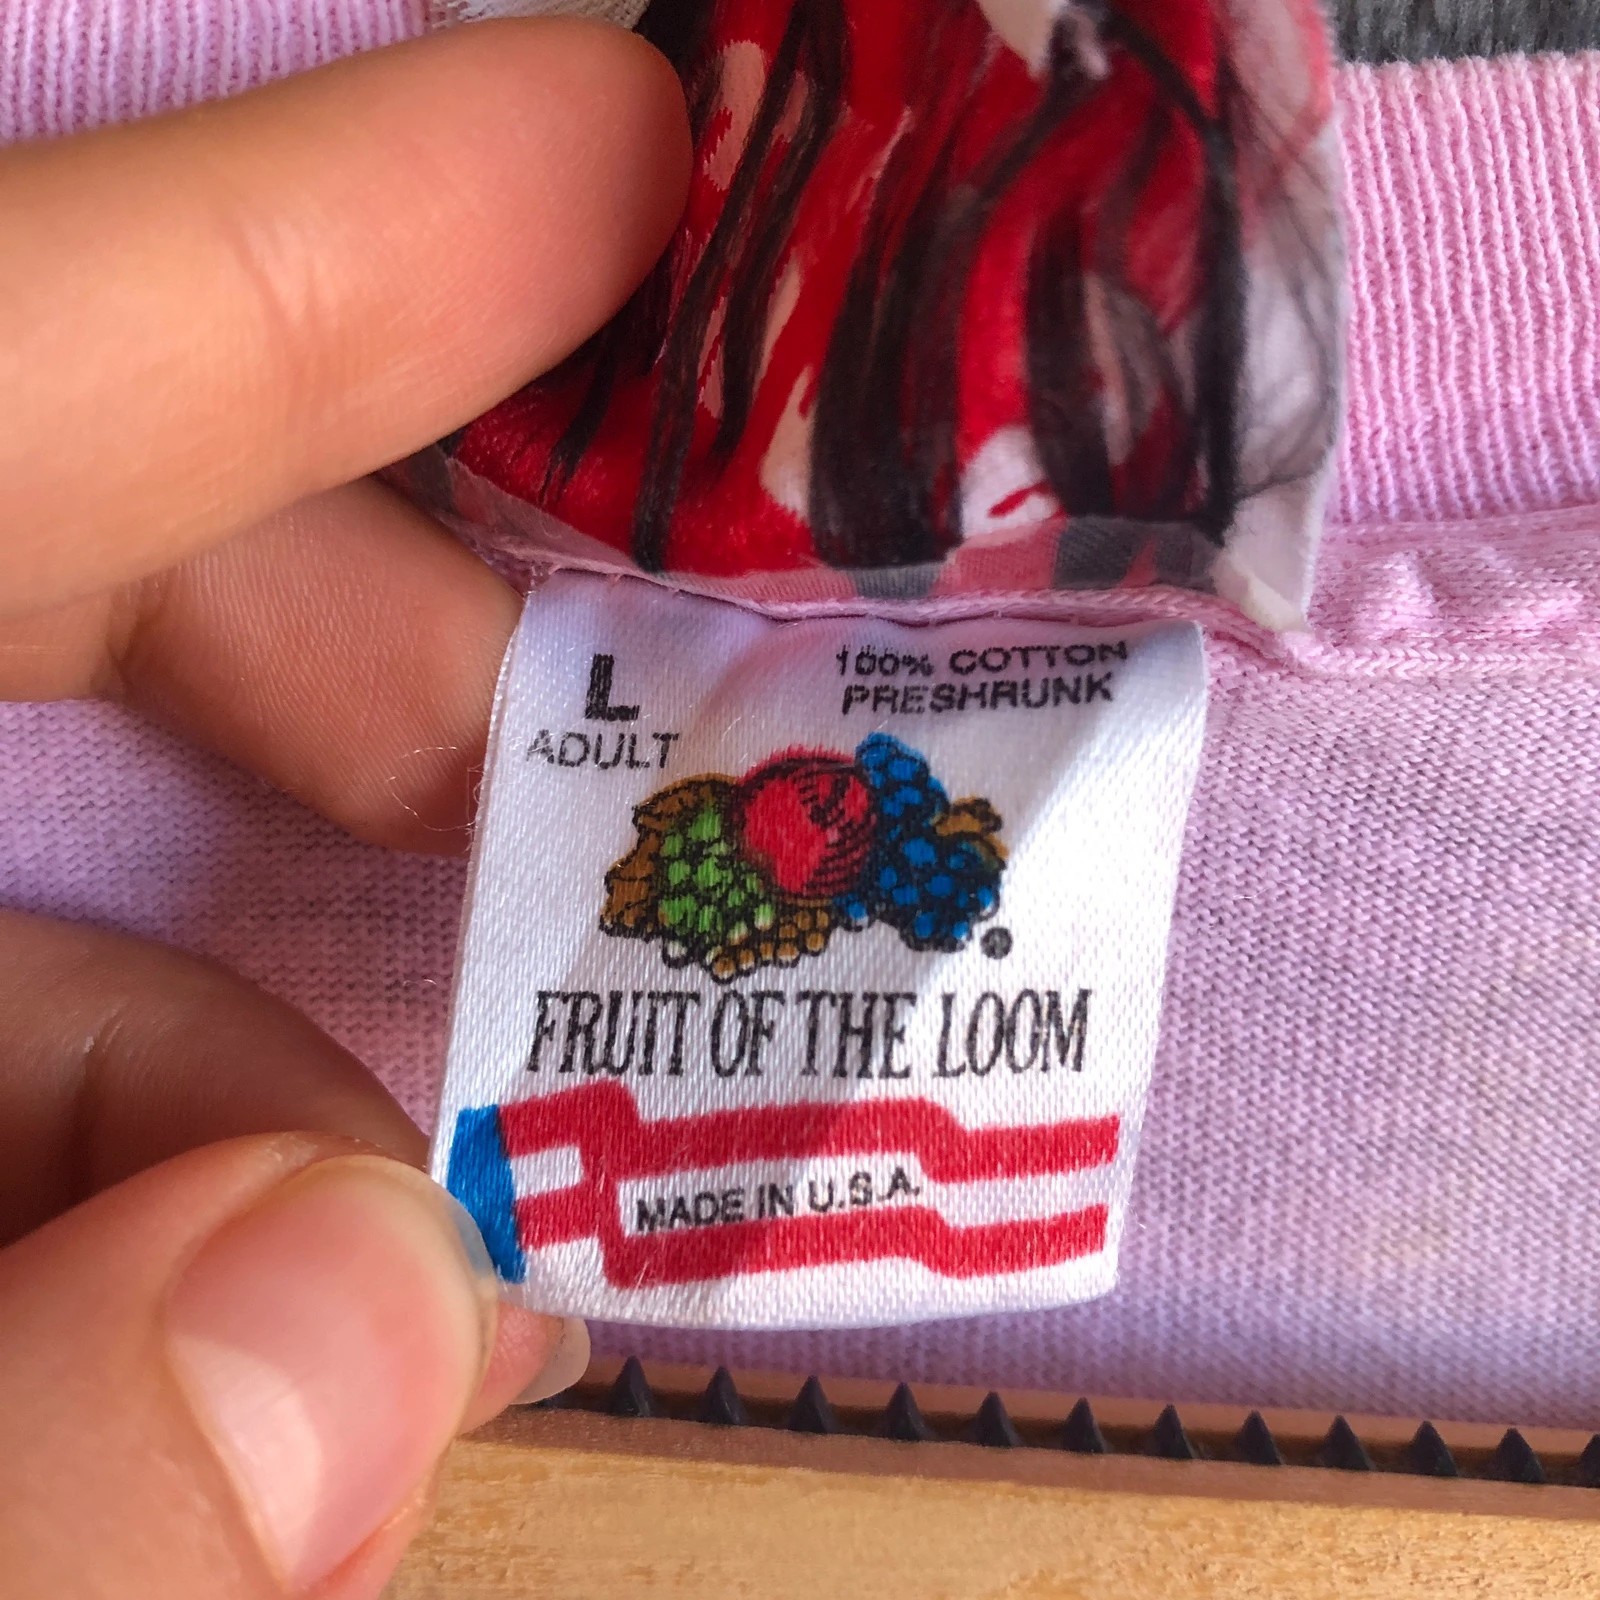 L
ADULT
100% COTTON
PRESHRUNK
®
FRUIT OF THE LOOM
MADE IN U.S.A.